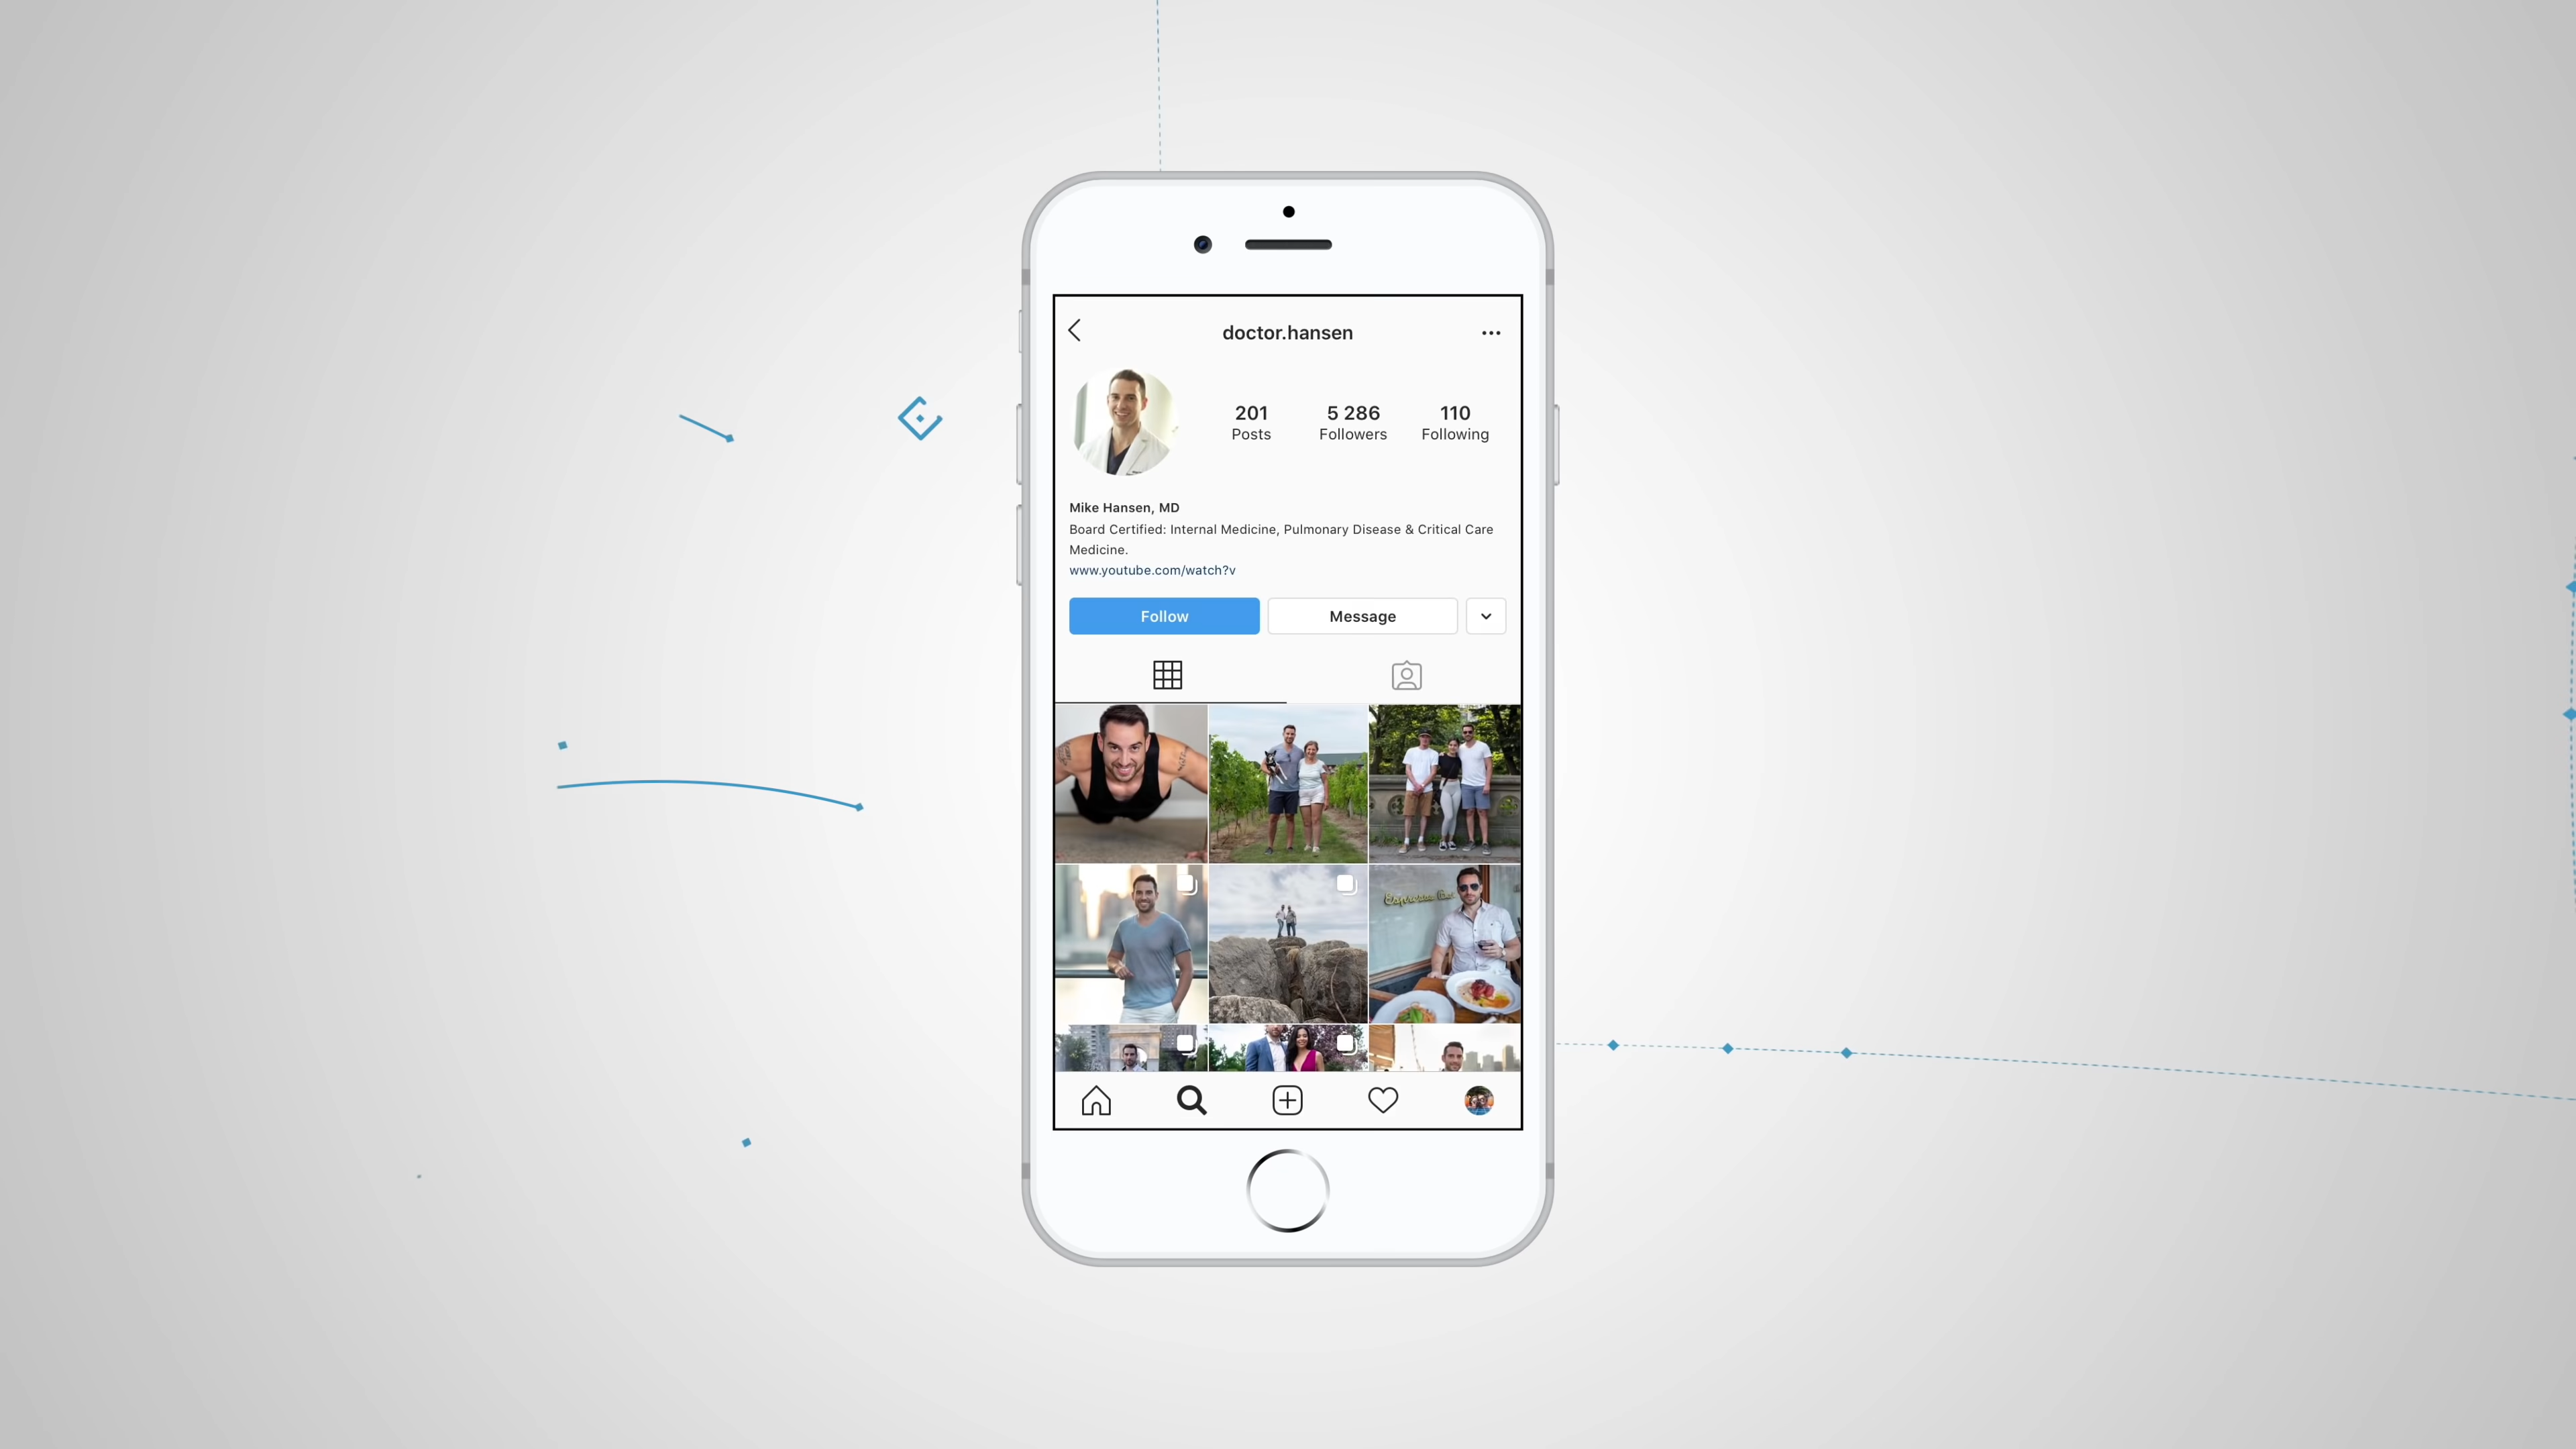 doctor.hansen
201
Posts
5 286
Followers
110
Following
Mike Hansen, MD
Board Certified: Internal Medicine, Pulmonary Disease & Critical Care
Medicine.
www.youtube.com/watch?v
Follow
Message